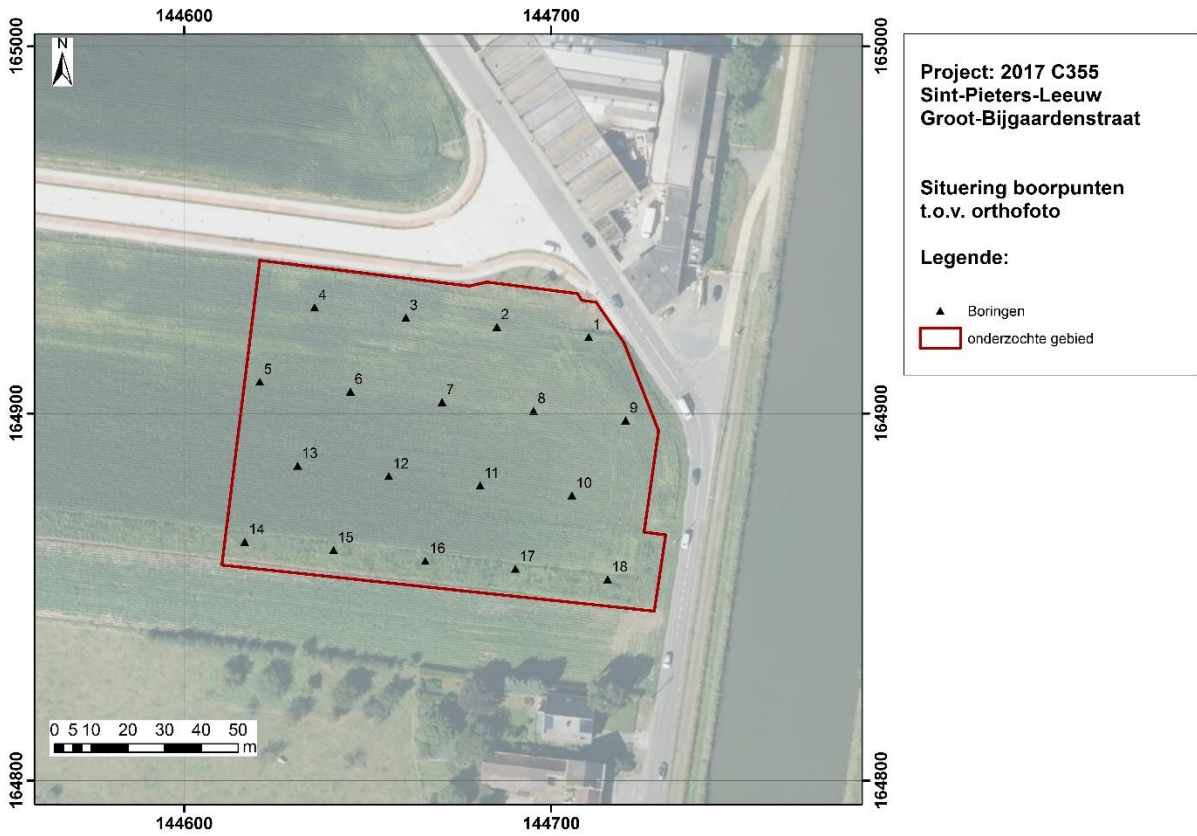 144600
144700
165000
165000
N
4
3
2
1
5
6
7
8
9
164900
164900
13
12
11
10
14
15
16
17
18
0 5 10 20 30 40 50
m
164800
164800
144600
144700
Project: 2017 C355
Sint-Pieters-Leeuw
Groot-Bijgaardenstraat
Situering boorpunten
t.o.v. orthofoto
Legende:
Boringen
onderzochte gebied